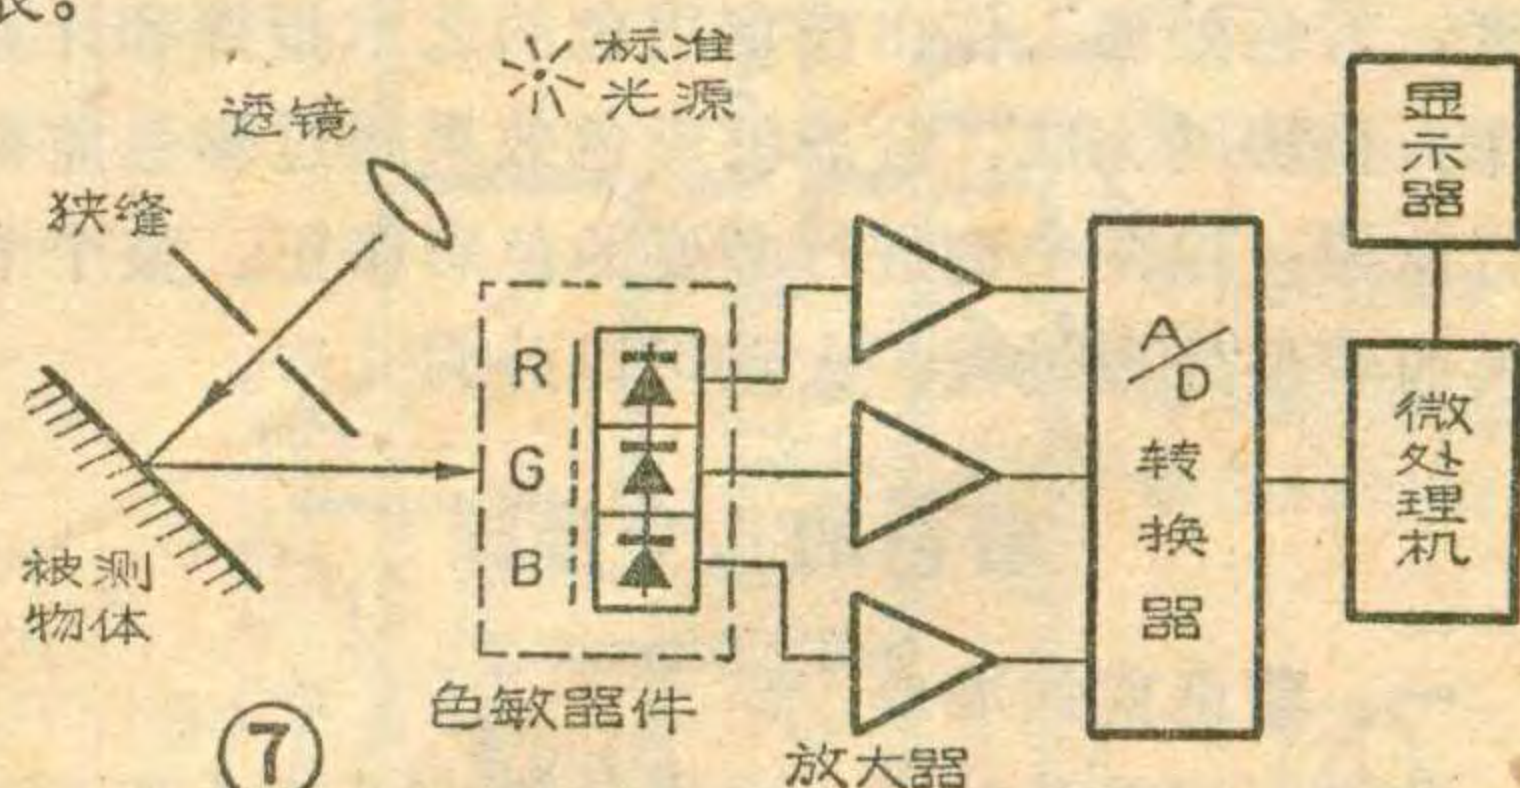 标准
光源
透镜
狭缝
显
示
器
R
G
B
A/D
转
换
器
微
处
理
机
被测
物体
色敏器件
放大器
⑦